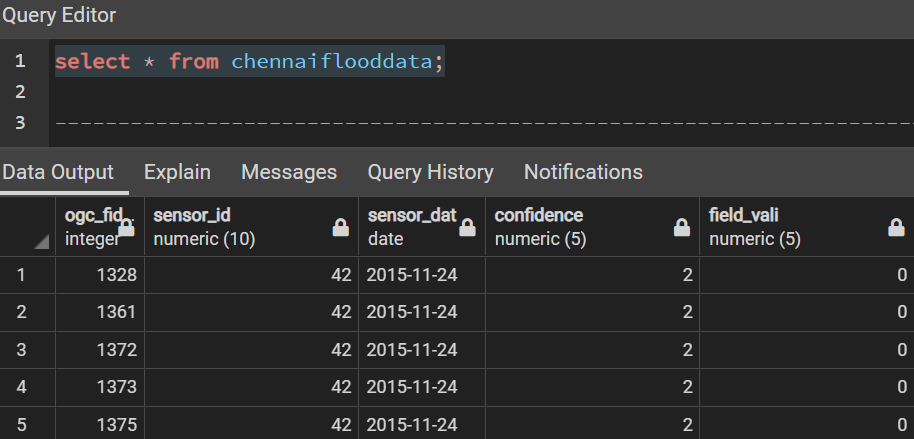 Query Editor
1 select * from chennaiflooddata;
2
3 ----------------------------------------------------------------------
Data Output Explain Messages Query History Notifications
ogc_fid.. sensor_id sensor_dat confidence field_vali
integer numeric (10) date numeric (5) numeric (5)
1 1328 42 2015-11-24 2 0
2 1361 42 2015-11-24 2 0
3 1372 42 2015-11-24 2 0
4 1373 42 2015-11-24 2 0
5 1375 42 2015-11-24 2 0